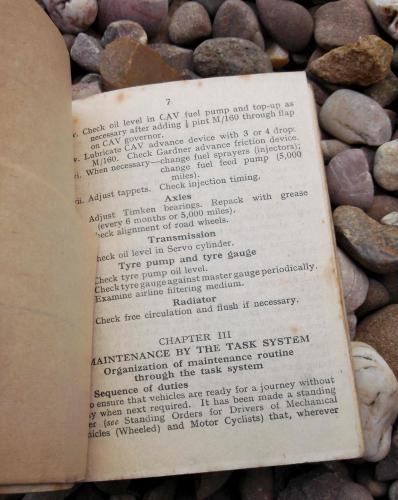 7
Check oil level in CAV fuel pump and top-up as
necessary after adding ¼ pint M/160 through flap
on CAV governor.
Lubricate CAV advance device with 3 or 4 drops
M/160. Check Gardner advance friction device.
When necessary—change fuel sprayers (injectors);
change fuel feed pump (5,000
miles).
Adjust tappets. Check injection timing.
Axles
Adjust Timken bearings. Repack with grease
(every 6 months or 5,000 miles).
heck alignment of road wheels.
Transmission
heck oil level in Servo cylinder.
Tyre pump and tyre gauge
Check tyre pump oil level.
Check tyre gauge against master gauge periodically.
Examine airline filtering medium.
Radiator
Check free circulation and flush if necessary.
CHAPTER III
MAINTENANCE BY THE TASK SYSTEM
Organization of maintenance routine
through the task system
Sequence of duties
o ensure that vehicles are ready for a journey without
y when next required. It has been made a standing
er (see Standing Orders for Drivers of Mechanical
hicles (Wheeled) and Motor Cyclists) that, wherever